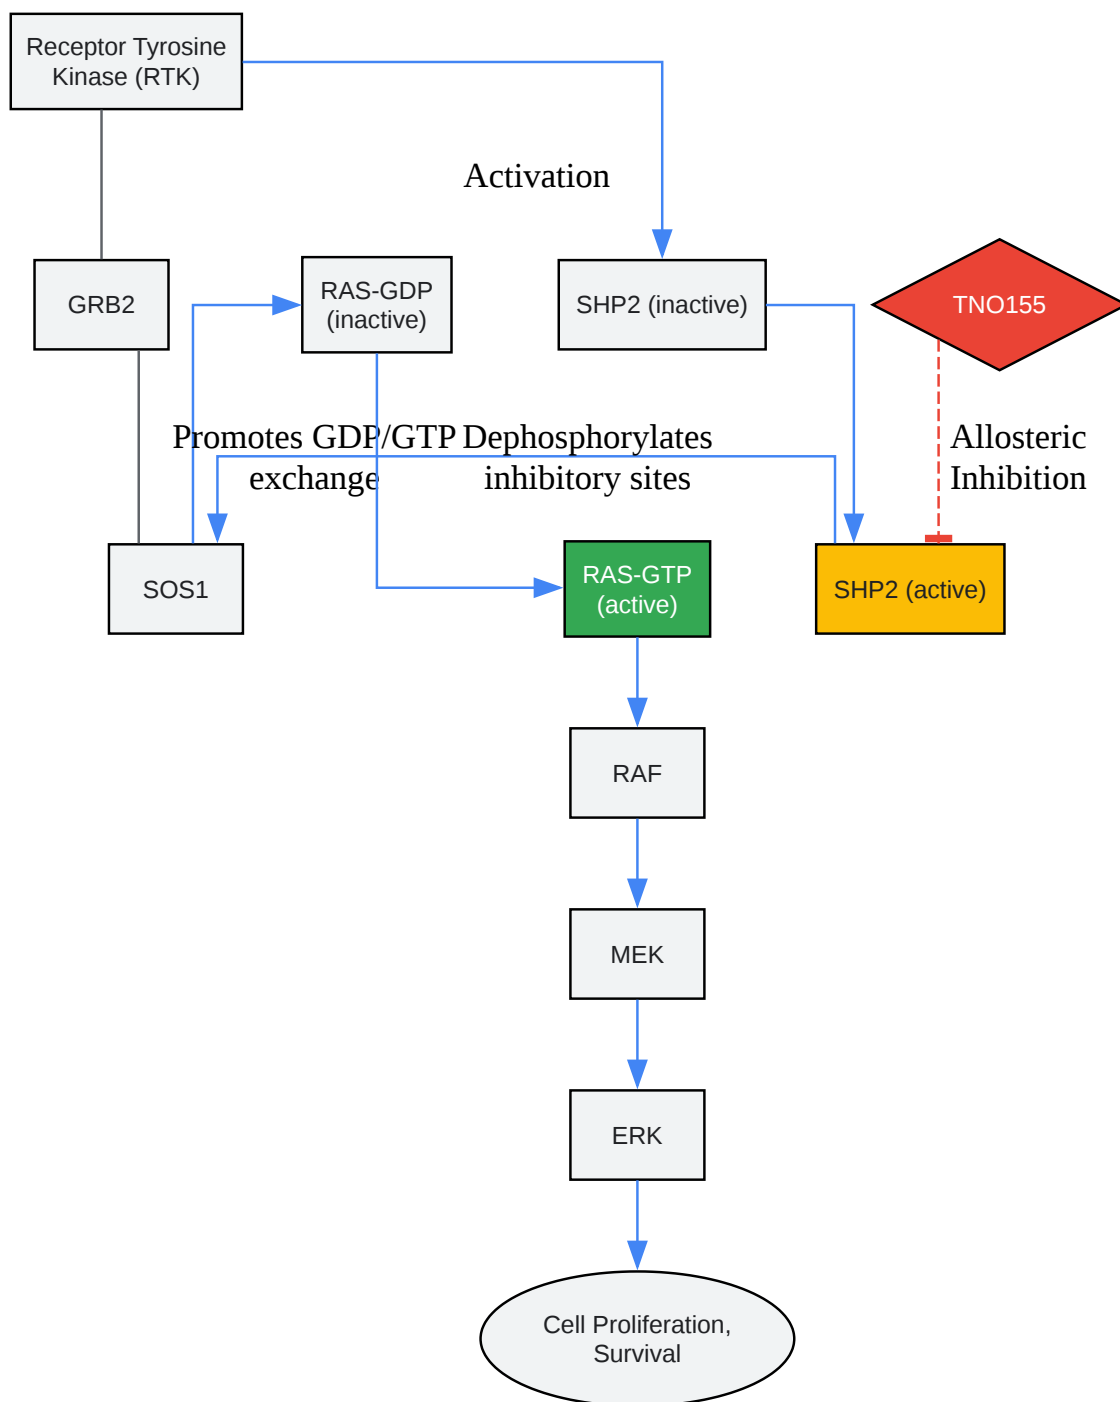 Receptor Tyrosine
Kinase (RTK)
Activation
GRB2
RAS-GDP
(inactive)
SHP2 (inactive)
TNO155
Promotes GDP/GTP
exchange
Dephosphorylates
inhibitory sites
Allosteric
Inhibition
SOS1
RAS-GTP
(active)
SHP2 (active)
RAF
MEK
ERK
Cell Proliferation,
Survival